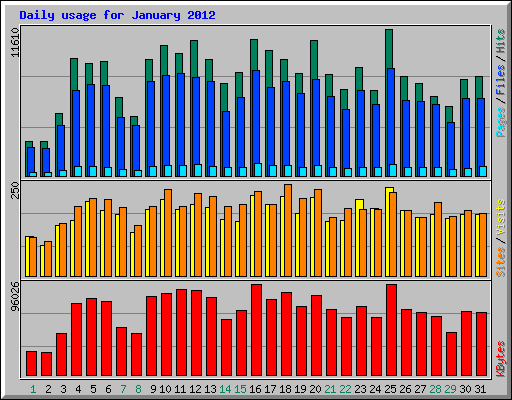 Daily usage for January 2012
11610
Pages / Files / Hits
250
Sites / Visits
96026
KBytes
1 2 3 4 5 6 7 8 9 10 11 12 13 14 15 16 17 18 19 20 21 22 23 24 25 26 27 28 29 30 31